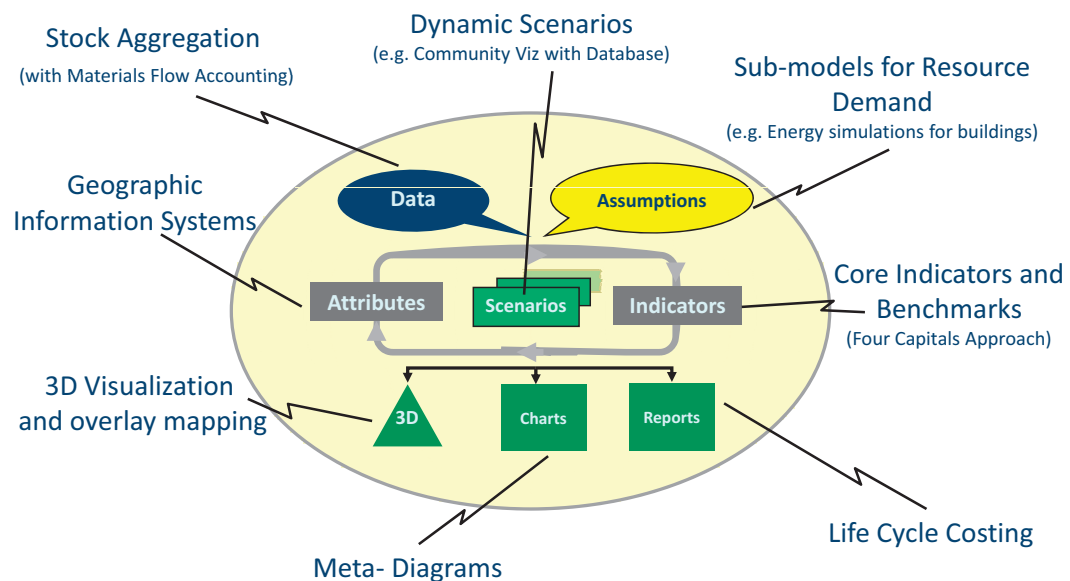 Dynamic Scenarios
(e.g. Community Viz with Database)
Stock Aggregation
(with Materials Flow Accounting)
Sub-models for Resource
Demand
(e.g. Energy simulations for buildings)
Geographic
Information Systems
Data
Assumptions
Attributes
Scenarios
Indicators
Core Indicators and
Benchmarks
(Four Capitals Approach)
3D Visualization
and overlay mapping
3D
Charts
Reports
Life Cycle Costing
Meta- Diagrams